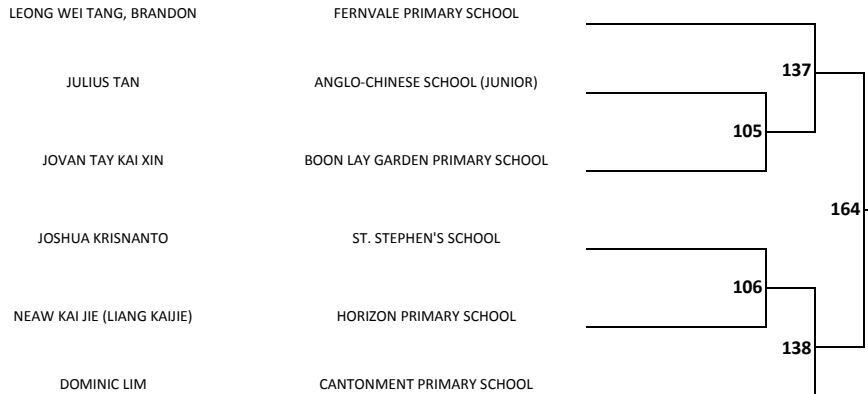 LEONG WEI TANG, BRANDON FERNVALE PRIMARY SCHOOL
137
JULIUS TAN ANGLO-CHINESE SCHOOL (JUNIOR)
105
JOVAN TAY KAI XIN BOON LAY GARDEN PRIMARY SCHOOL
164
JOSHUA KRISNANTO ST. STEPHEN'S SCHOOL
106
NEAW KAI JIE (LIANG KAIJIE) HORIZON PRIMARY SCHOOL
138
DOMINIC LIM CANTONMENT PRIMARY SCHOOL